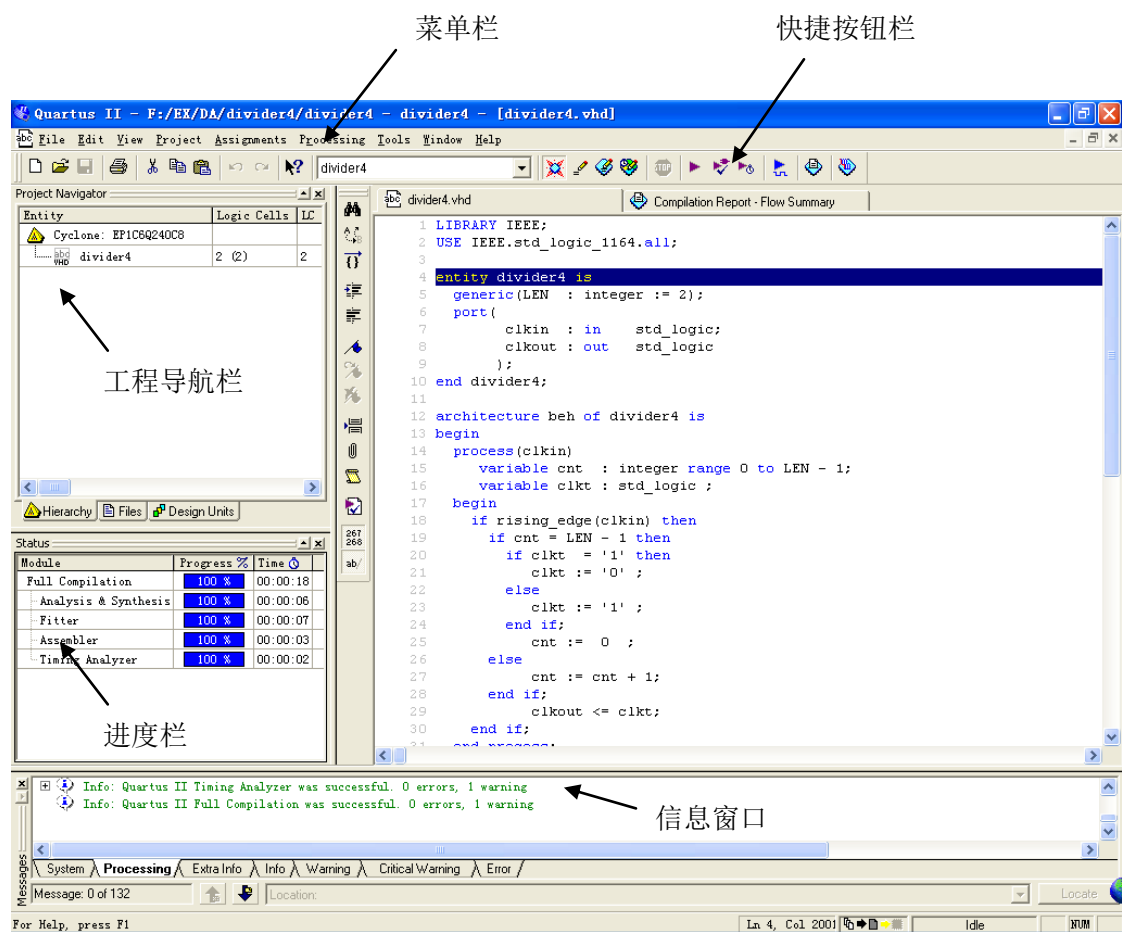 菜单栏
快捷按钮栏
Quartus II - F:/EX/DA/divider4/divider4 - divider4 - [divider4.vhd]
File Edit View Project Assignments Processing Tools Window Help
divider4
STOP
Project Navigator
Entity Logic Cells LC
Cyclone: EP1C6Q240C8
divider4 2 (2) 2
工程导航栏
Hierarchy Files Design Units
Status
Module Progress % Time
Full Compilation 100 % 00:00:18
Analysis & Synthesis 100 % 00:00:06
Fitter 100 % 00:00:07
Assembler 100 % 00:00:03
Timing Analyzer 100 % 00:00:02
进度栏
267
268
ab/
divider4.vhd
Compilation Report - Flow Summary
1 LIBRARY IEEE;
2 USE IEEE.std_logic_1164.all;
3
4 entity divider4 is
5 generic(LEN : integer := 2);
6 port(
7 clkin : in std_logic;
8 clkout : out std_logic
9 );
10 end divider4;
11
12 architecture beh of divider4 is
13 begin
14 process(clkin)
15 variable cnt : integer range 0 to LEN - 1;
16 variable clkt : std_logic ;
17 begin
18 if rising_edge(clkin) then
19 if cnt = LEN - 1 then
20 if clkt = '1' then
21 clkt := '0' ;
22 else
23 clkt := '1' ;
24 end if;
25 cnt := 0 ;
26 else
27 cnt := cnt + 1;
28 end if;
29 clkout <= clkt;
30 end if;
31 end process;
Info: Quartus II Timing Analyzer was successful. 0 errors, 1 warning
Info: Quartus II Full Compilation was successful. 0 errors, 1 warning
信息窗口
System Processing Extra Info Info Warning Critical Warning Error
Messages
Message: 0 of 132 Location: Locate
For Help, press F1 Ln 4, Col 2001 Idle NUM